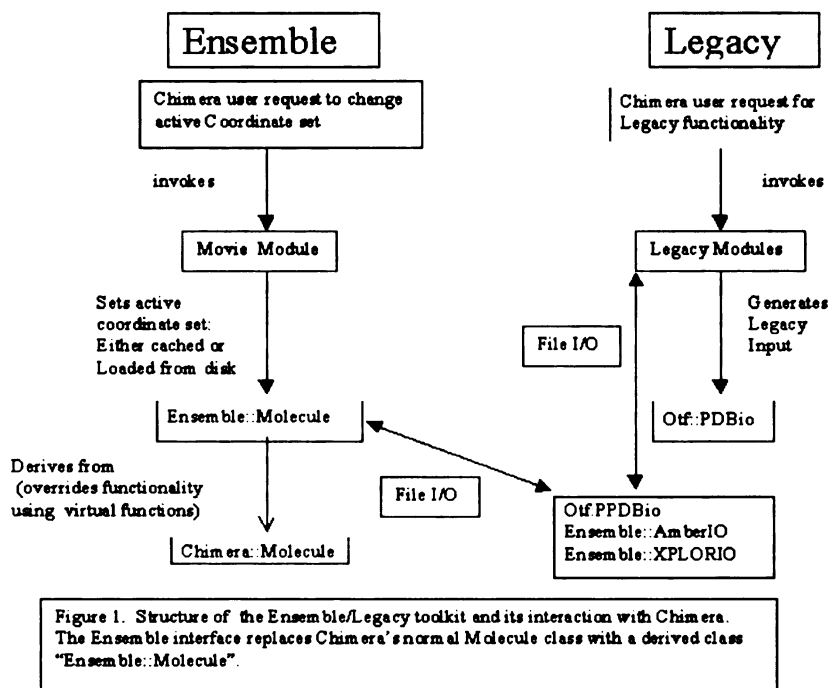 Ensemble
Legacy
Chimera user request to change
active Coordinate set
Chimera user request for
Legacy functionality
invokes
invokes
Movie Module
Legacy Modules
Sets active
coordinate set:
Either cached or
Loaded from disk
File I/O
Generates
Legacy
Input
Ensemble::Molecule
Otf::PDBio
Derives from
(overrides functionality
using virtual functions)
File I/O
Otf.PPDBio
Ensemble::AmberIO
Ensemble::XPLORIO
Chimera::Molecule
Figure 1. Structure of the Ensemble/Legacy toolkit and its interaction with Chimera.
The Ensemble interface replaces Chimera's normal Molecule class with a derived class
"Ensemble::Molecule".